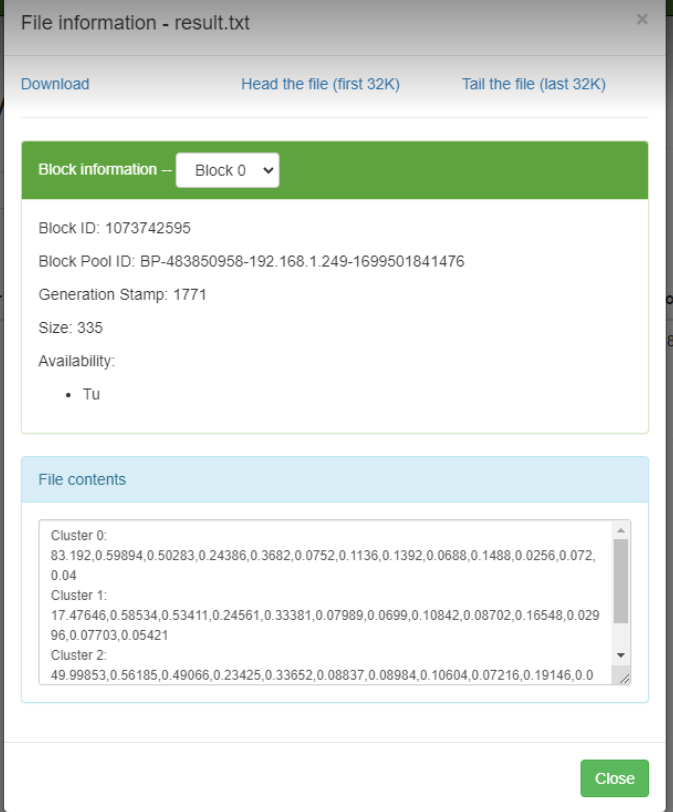 File information - result.txt
×
Download Head the file (first 32K) Tail the file (last 32K)
Block information -- Block 0
Block ID: 1073742595
Block Pool ID: BP-483850958-192.168.1.249-1699501841476
Generation Stamp: 1771
Size: 335
Availability:
• Tu
File contents
Cluster 0:
83.192,0.59894,0.50283,0.24386,0.3682,0.0752,0.1136,0.1392,0.0688,0.1488,0.0256,0.072,
0.04
Cluster 1:
17.47646,0.58534,0.53411,0.24561,0.33381,0.07989,0.0699,0.10842,0.08702,0.16548,0.029
96,0.07703,0.05421
Cluster 2:
49.99853,0.56185,0.49066,0.23425,0.33652,0.08837,0.08984,0.10604,0.07216,0.19146,0.0
Close